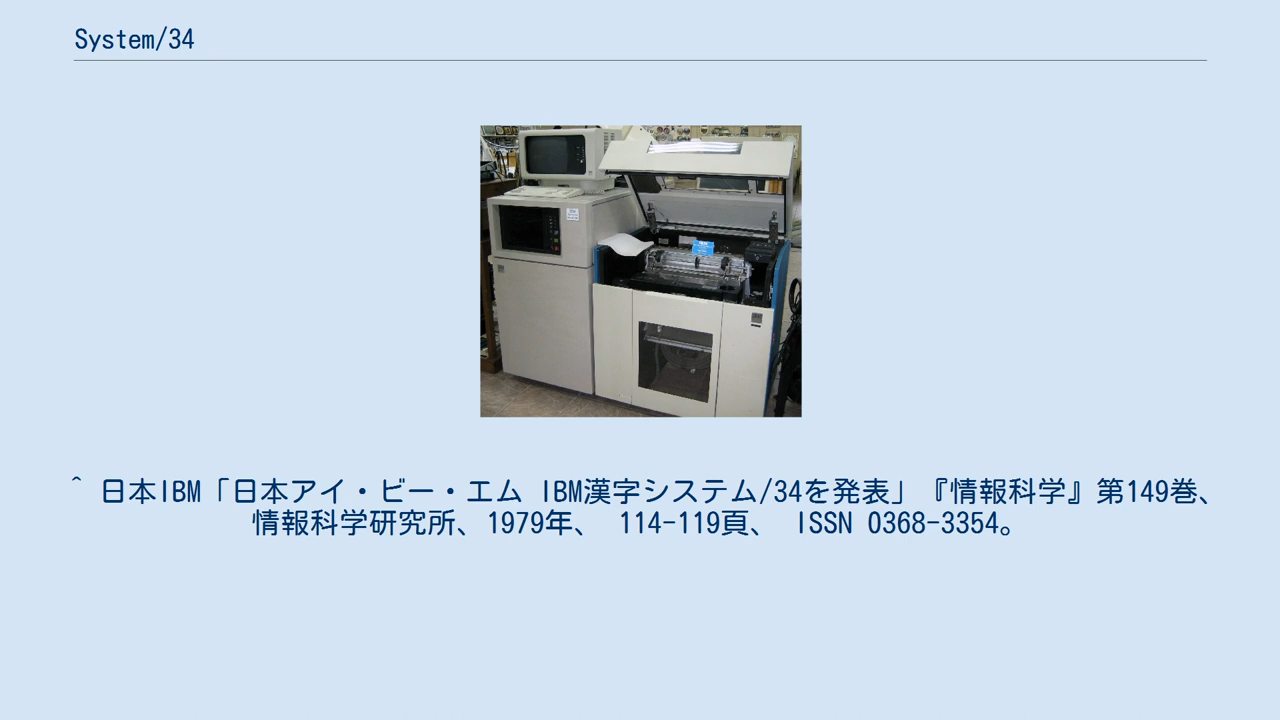 System/34
^ 日本IBM「日本アイ・ビー・エム IBM漢字システム/34を発表」『情報科学』第149巻、
情報科学研究所、1979年、 114-119頁、 ISSN 0368-3354。